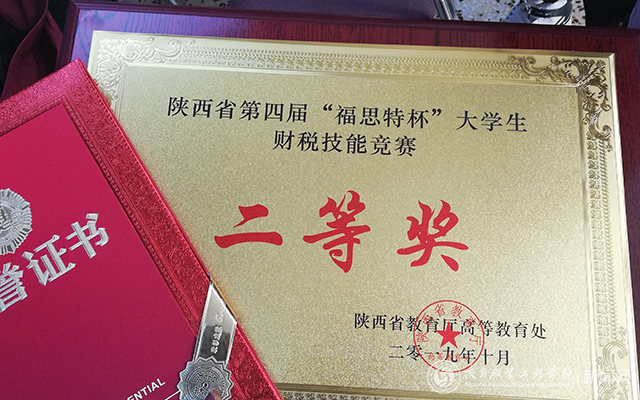 陕西省第四届“福思特杯”大学生
财税技能竞赛
二等奖
陕西省教育厅高等教育处
二零一九年十月
誉证书